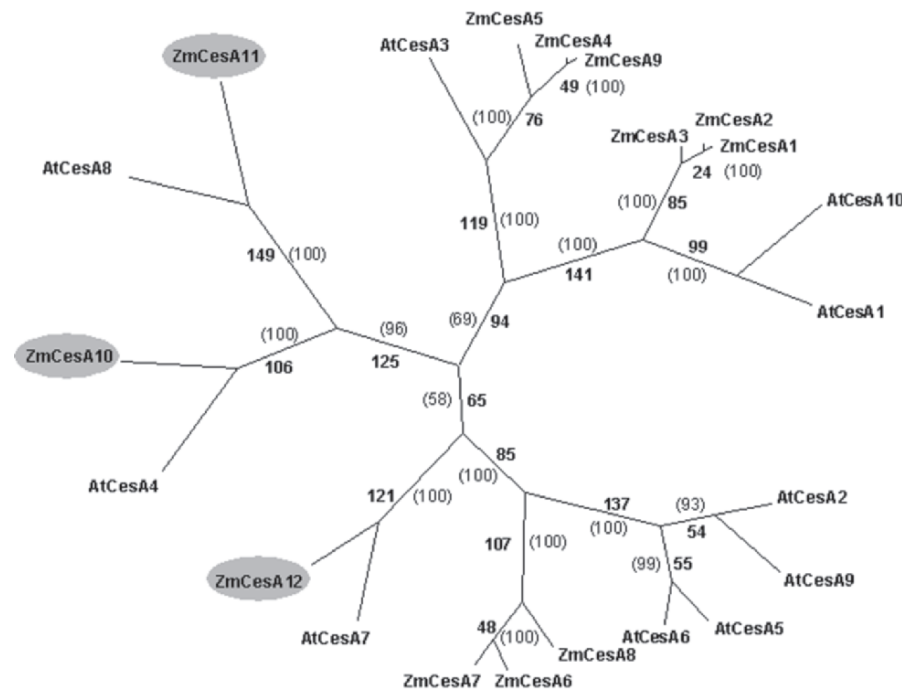 ZmCesA5
AtCesA3
ZmCesA4
ZmCesA11
ZmCesA9
49 (100)
(100)
76
ZmCesA2
ZmCesA3
ZmCesA1
AtCesA8
24 (100)
(100)
85
AtCesA10
119 (100)
(100)
99
149 (100)
141
(100)
AtCesA1
(69) 94
(100)
(96)
ZmCesA10
106
125
(58) 65
85
AtCesA4
(100)
121 (100)
137
(93)
AtCesA2
(100)
54
107 (100)
(99) 55
ZmCesA12
AtCesA9
48 (100)
AtCesA7
AtCesA6
AtCesA5
ZmCesA8
ZmCesA7
ZmCesA6